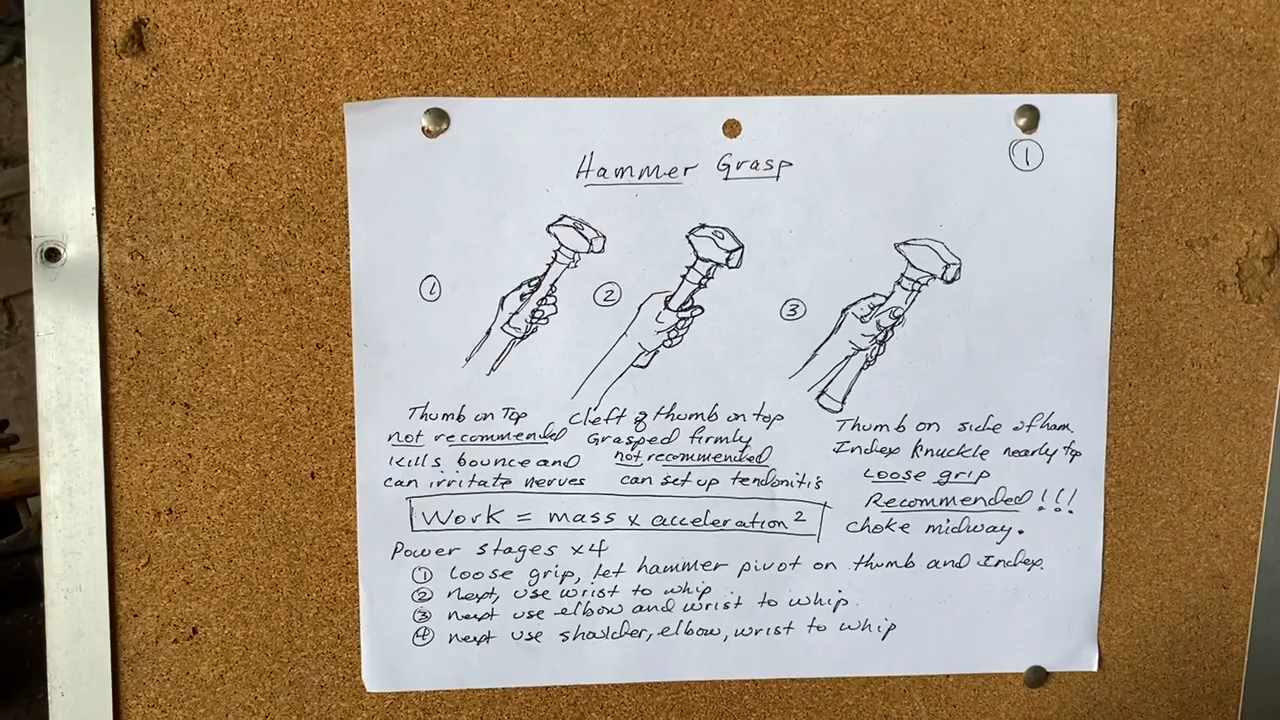 Hammer Grasp
1
1
2
3
Thumb on Top
not recommended
kills bounce and
can irritate nerves
Cleft of thumb on top
Grasped firmly
not recommended
can set up tendonitis
Thumb on side of ham.
Index knuckle nearly top
Loose grip
Recommended!!!
choke midway.
Work = mass x acceleration²
Power stages x4
1 loose grip, let hammer pivot on thumb and Index.
2 next, use wrist to whip
3 next use elbow and wrist to whip.
4 next use shoulder, elbow, wrist to whip